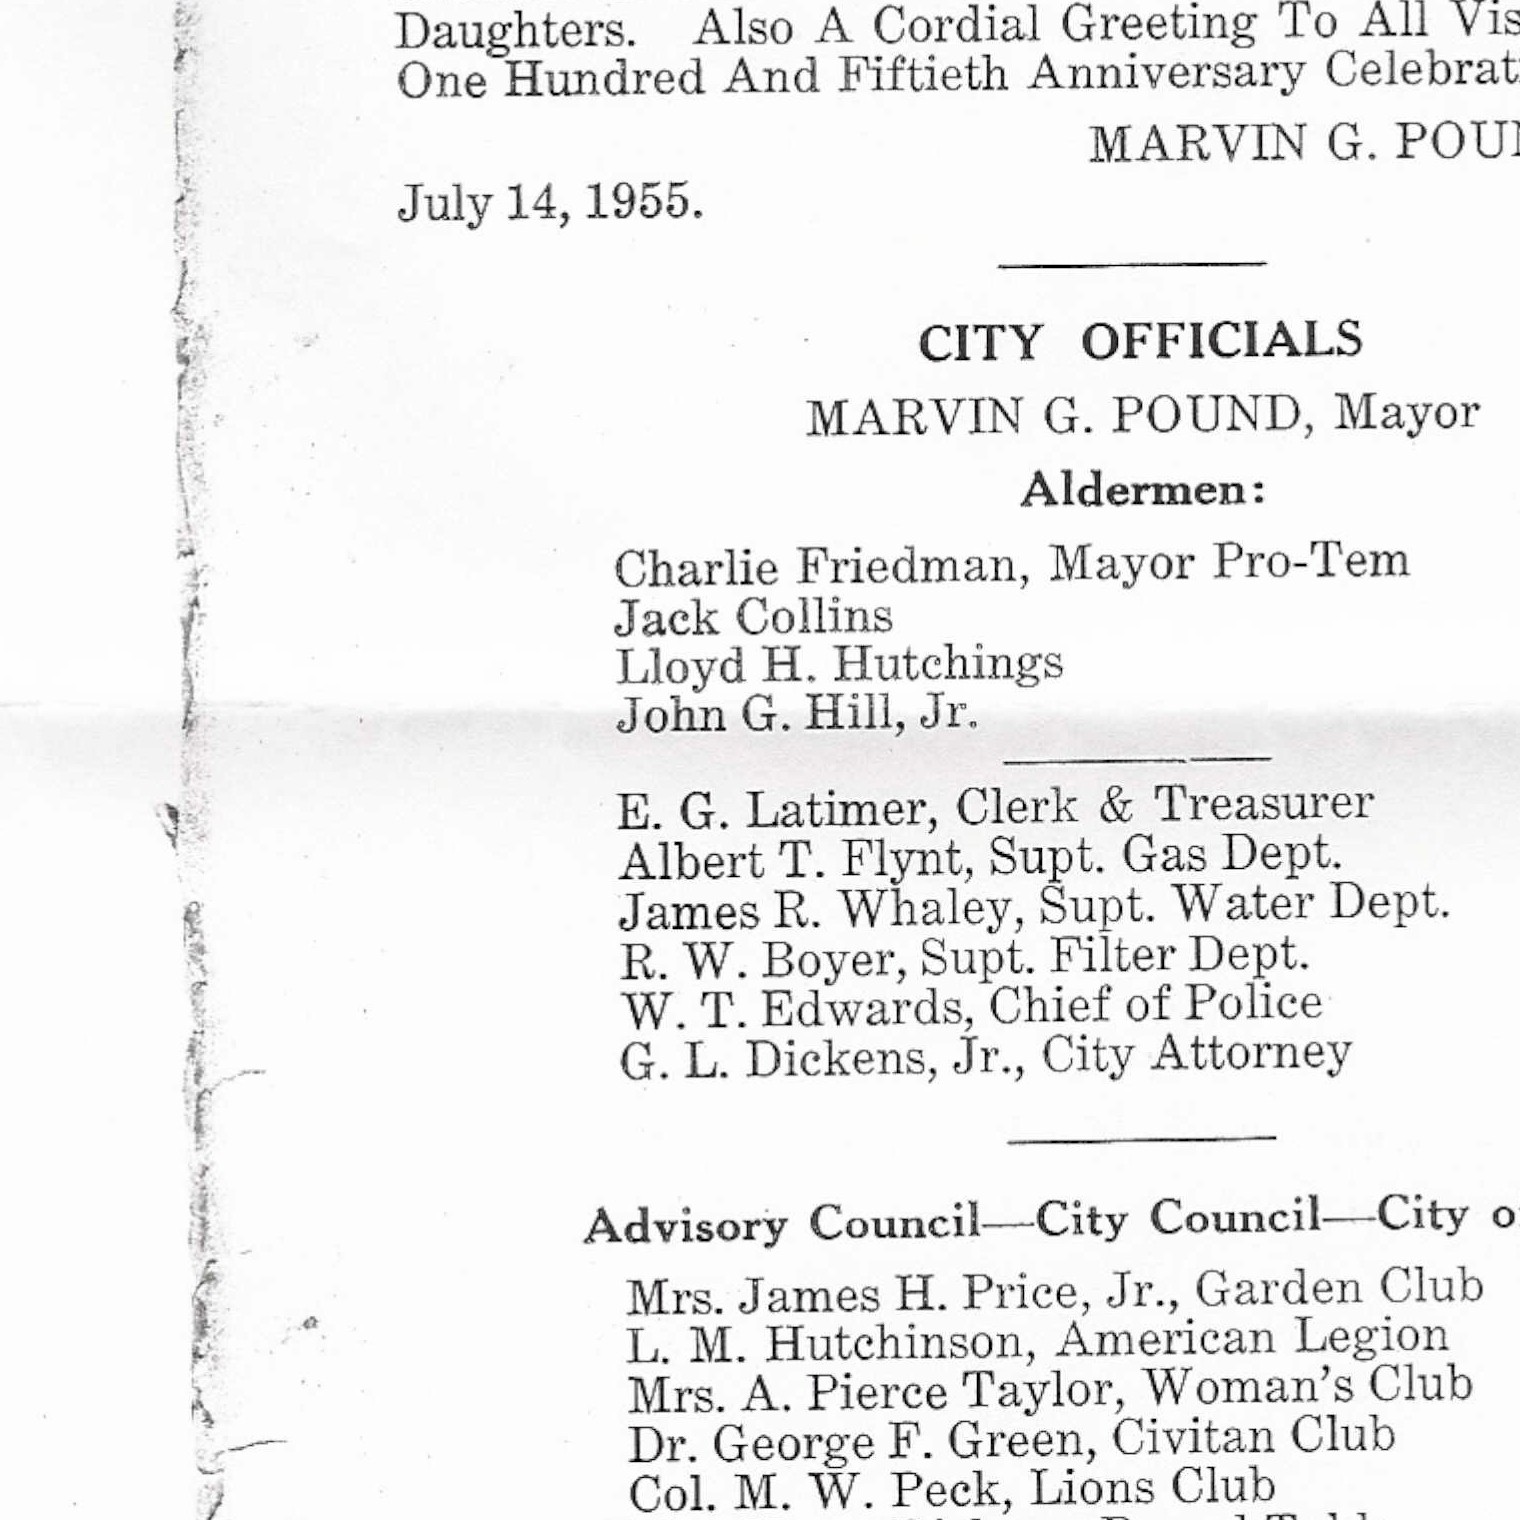 Daughters. Also A Cordial Greeting To All Vis
One Hundred And Fiftieth Anniversary Celebrat
MARVIN G. POUN
July 14, 1955.
CITY OFFICIALS
MARVIN G. POUND, Mayor
Aldermen:
Charlie Friedman, Mayor Pro-Tem
Jack Collins
Lloyd H. Hutchings
John G. Hill, Jr.
E. G. Latimer, Clerk & Treasurer
Albert T. Flynt, Supt. Gas Dept.
James R. Whaley, Supt. Water Dept.
R. W. Boyer, Supt. Filter Dept.
W. T. Edwards, Chief of Police
G. L. Dickens, Jr., City Attorney
Advisory Council—City Council—City o
Mrs. James H. Price, Jr., Garden Club
L. M. Hutchinson, American Legion
Mrs. A. Pierce Taylor, Woman's Club
Dr. George F. Green, Civitan Club
Col. M. W. Peck, Lions Club